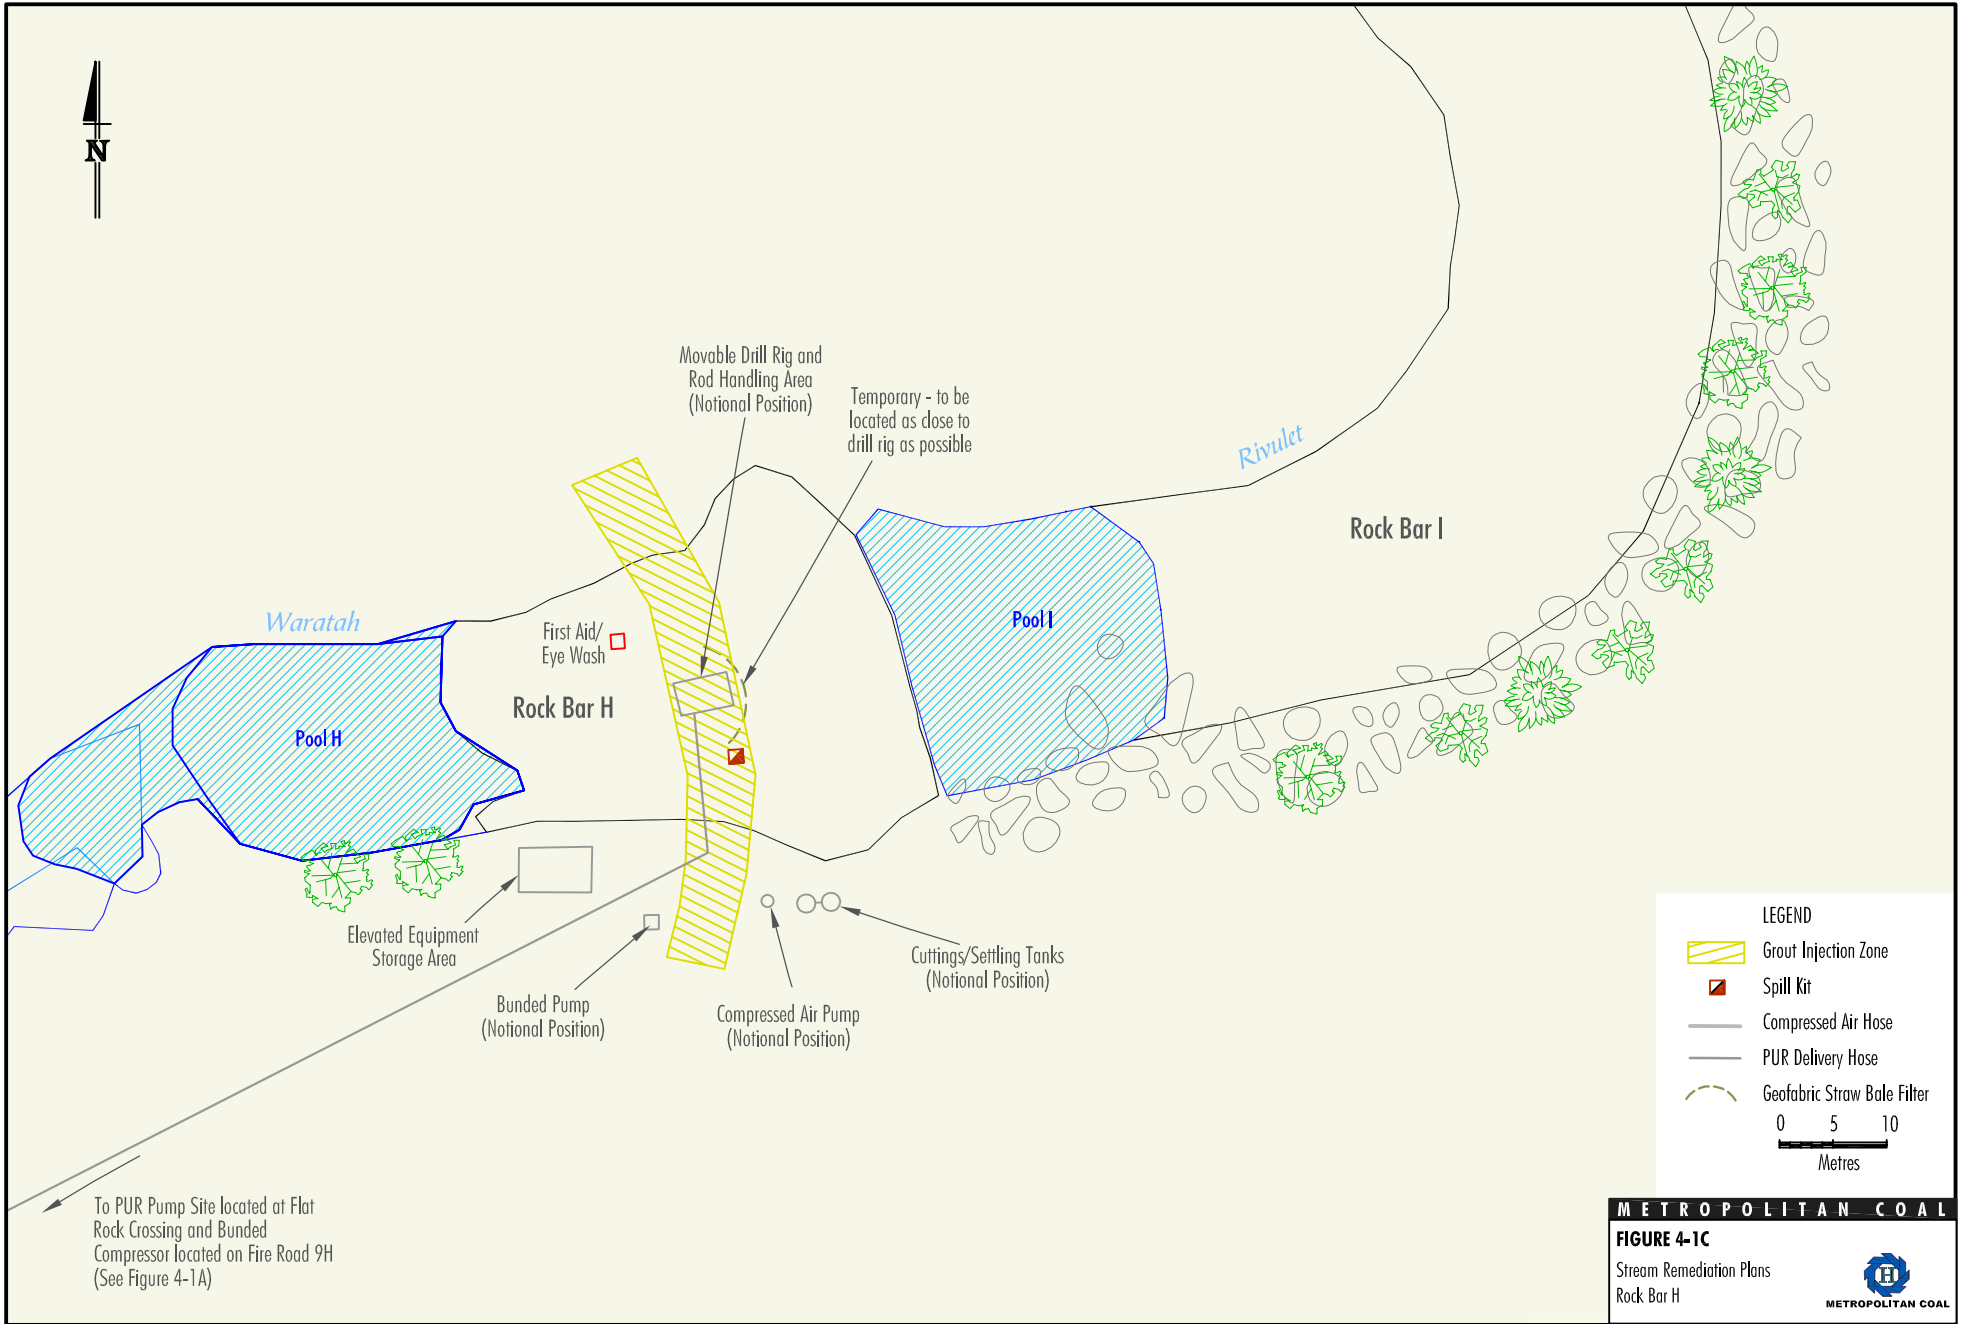 N
Movable Drill Rig and
Rod Handling Area
(Notional Position)
Temporary - to be
located as close to
drill rig as possible
Rivulet
Rock Bar I
Waratah
First Aid/
Eye Wash
Pool I
Rock Bar H
Pool H
Elevated Equipment
Storage Area
Bunded Pump
(Notional Position)
Compressed Air Pump
(Notional Position)
Cuttings/Settling Tanks
(Notional Position)
To PUR Pump Site located at Flat
Rock Crossing and Bunded
Compressor located on Fire Road 9H
(See Figure 4-1A)
LEGEND
Grout Injection Zone
Spill Kit
Compressed Air Hose
PUR Delivery Hose
Geofabric Straw Bale Filter
0 5 10
Metres
METROPOLITAN COAL
FIGURE 4-1C
Stream Remediation Plans
Rock Bar H
H
METROPOLITAN COAL